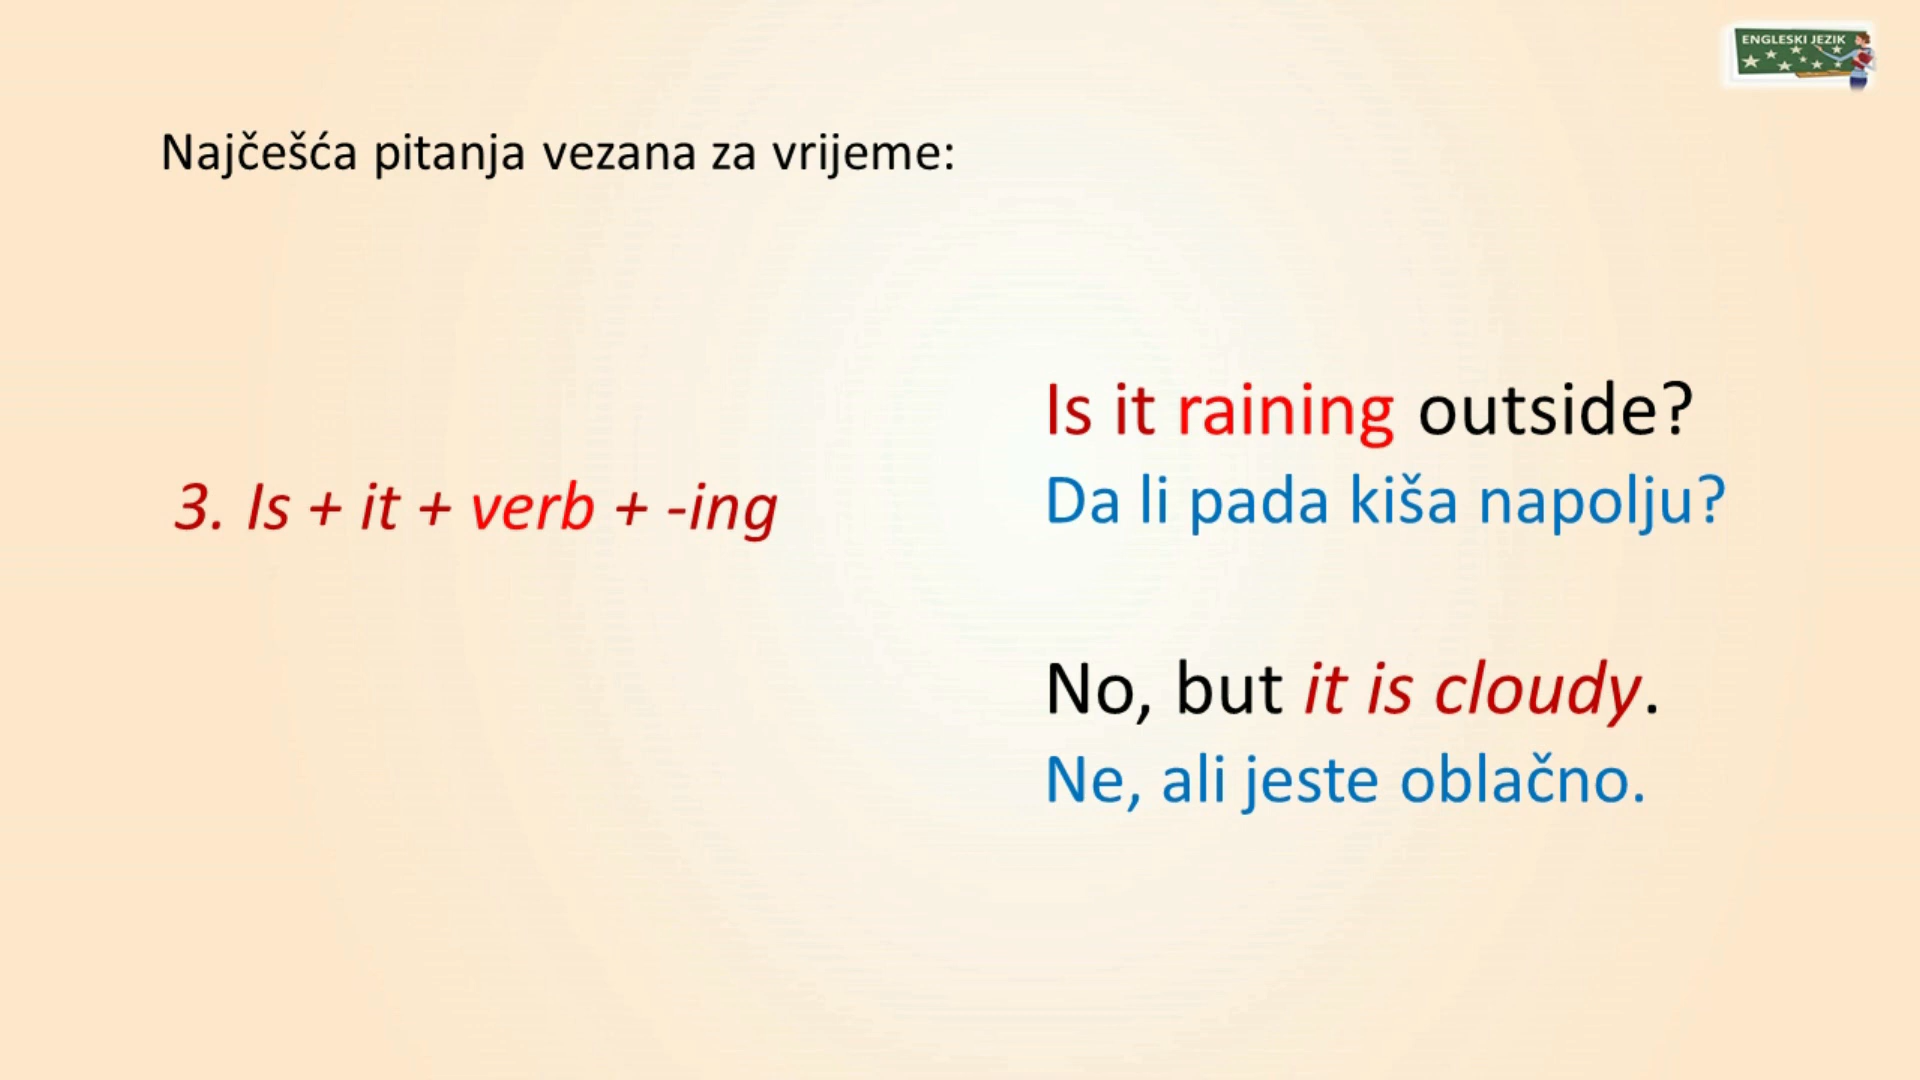 ENGLESKI JEZIK
Najčešća pitanja vezana za vrijeme:
3. Is + it + verb + -ing
Is it raining outside?
Da li pada kiša napolju?
No, but it is cloudy.
Ne, ali jeste oblačno.